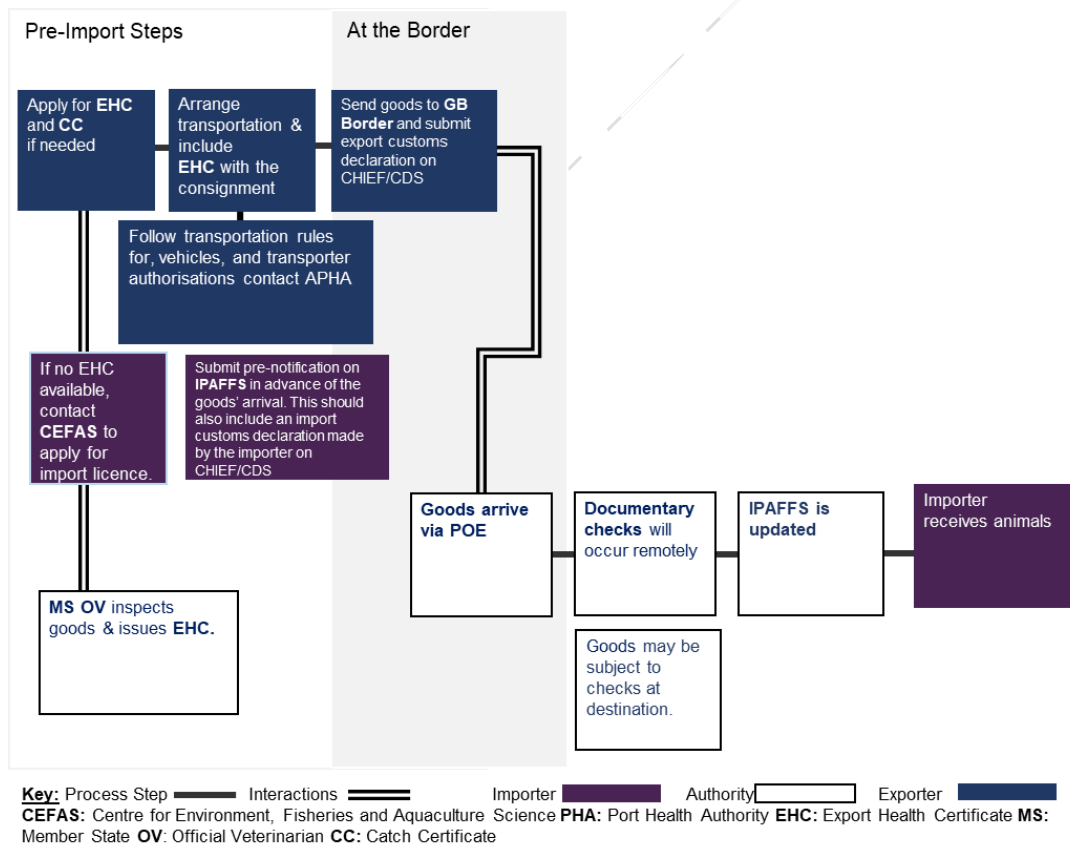 Pre-Import Steps
At the Border
Apply for EHC
and CC
if needed
Arrange
transportation &
include
EHC with the
consignment
Send goods to GB
Border and submit
export customs
declaration on
CHIEF/CDS
Follow transportation rules
for, vehicles, and transporter
authorisations contact APHA
If no EHC
available,
contact
CEFAS to
apply for
import licence.
Submit pre-notification on
IPAFFS in advance of the
goods' arrival. This should
also include an import
customs declaration made
by the importer on
CHIEF/CDS
Goods arrive
via POE
Documentary
checks will
occur remotely
IPAFFS is
updated
Importer
receives animals
MS OV inspects
goods & issues EHC.
Goods may be
subject to
checks at
destination.
Key: Process Step Interactions Importer Authority Exporter
CEFAS: Centre for Environment, Fisheries and Aquaculture Science PHA: Port Health Authority EHC: Export Health Certificate MS:
Member State OV: Official Veterinarian CC: Catch Certificate